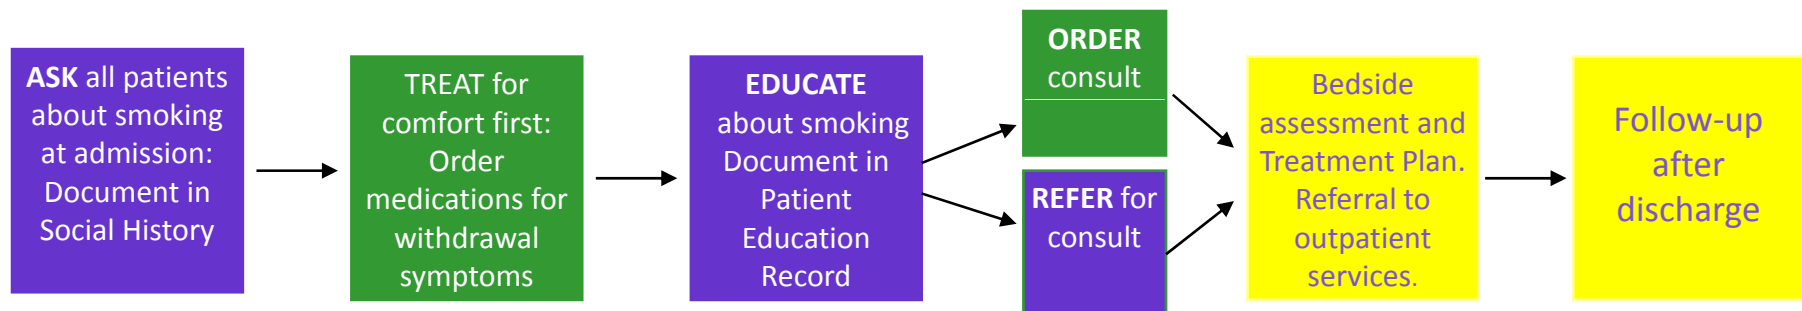 ASK all patients
about smoking
at admission:
Document in
Social History
TREAT for
comfort first:
Order
medications for
withdrawal
symptoms
EDUCATE
about smoking
Document in
Patient
Education
Record
ORDER
consult
REFER for
consult
Bedside
assessment and
Treatment Plan.
Referral to
outpatient
services.
Follow-up
after
discharge